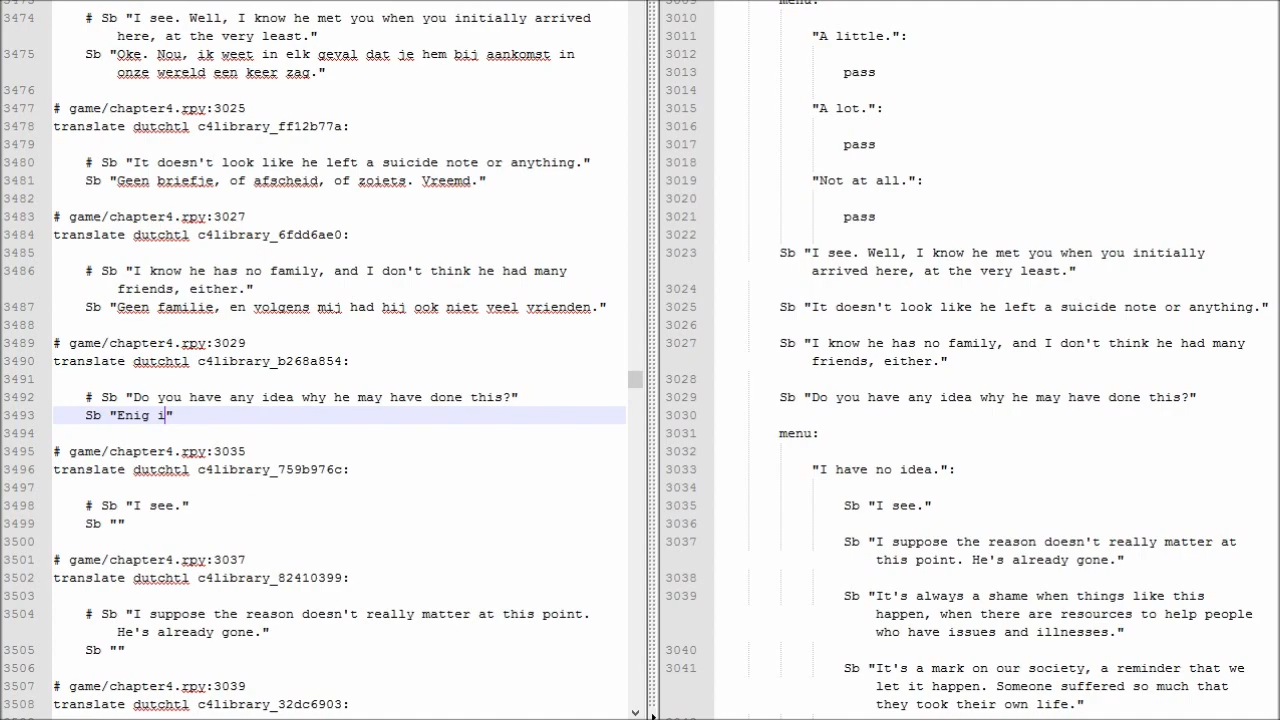 3474 # Sb "I see. Well, I know he met you when you initially
arrived here, at the very least."
3475 Sb "Oke. Nou, ik weet in elk geval dat je hem bij aankomst in
onze wereld een keer zag."
3476
3477 # game/chapter4.rpy:3025
3478 translate dutchtl c4library_ff12b77a:
3479
3480 # Sb "It doesn't look like he left a suicide note or anything."
3481 Sb "Geen briefje, of afscheid, of zoiets. Vreemd."
3482
3483 # game/chapter4.rpy:3027
3484 translate dutchtl c4library_6fdd6ae0:
3485
3486 # Sb "I know he has no family, and I don't think he had many
friends, either."
3487 Sb "Geen familie, en volgens mij had hij ook niet veel vrienden."
3488
3489 # game/chapter4.rpy:3029
3490 translate dutchtl c4library_b268a854:
3491
3492 # Sb "Do you have any idea why he may have done this?"
3493 Sb "Enig i"
3494
3495 # game/chapter4.rpy:3035
3496 translate dutchtl c4library_759b976c:
3497
3498 # Sb "I see."
3499 Sb ""
3500
3501 # game/chapter4.rpy:3037
3502 translate dutchtl c4library_82410399:
3503
3504 # Sb "I suppose the reason doesn't really matter at this point.
He's already gone."
3505 Sb ""
3506
3507 # game/chapter4.rpy:3039
3508 translate dutchtl c4library_32dc6903:
menu:
3010
3011 "A little.":
3012
3013 pass
3014
3015 "A lot.":
3016
3017 pass
3018
3019 "Not at all.":
3020
3021 pass
3022
3023 Sb "I see. Well, I know he met you when you initially
arrived here, at the very least."
3024
3025 Sb "It doesn't look like he left a suicide note or anything."
3026
3027 Sb "I know he has no family, and I don't think he had many
friends, either."
3028
3029 Sb "Do you have any idea why he may have done this?"
3030
3031 menu:
3032
3033 "I have no idea.":
3034
3035 Sb "I see."
3036
3037 Sb "I suppose the reason doesn't really matter at
this point. He's already gone."
3038
3039 Sb "It's always a shame when things like this
happen, when there are resources to help people
who have issues and illnesses."
3040
3041 Sb "It's a mark on our society, a reminder that we
let it happen. Someone suffered so much that
they took their own life."